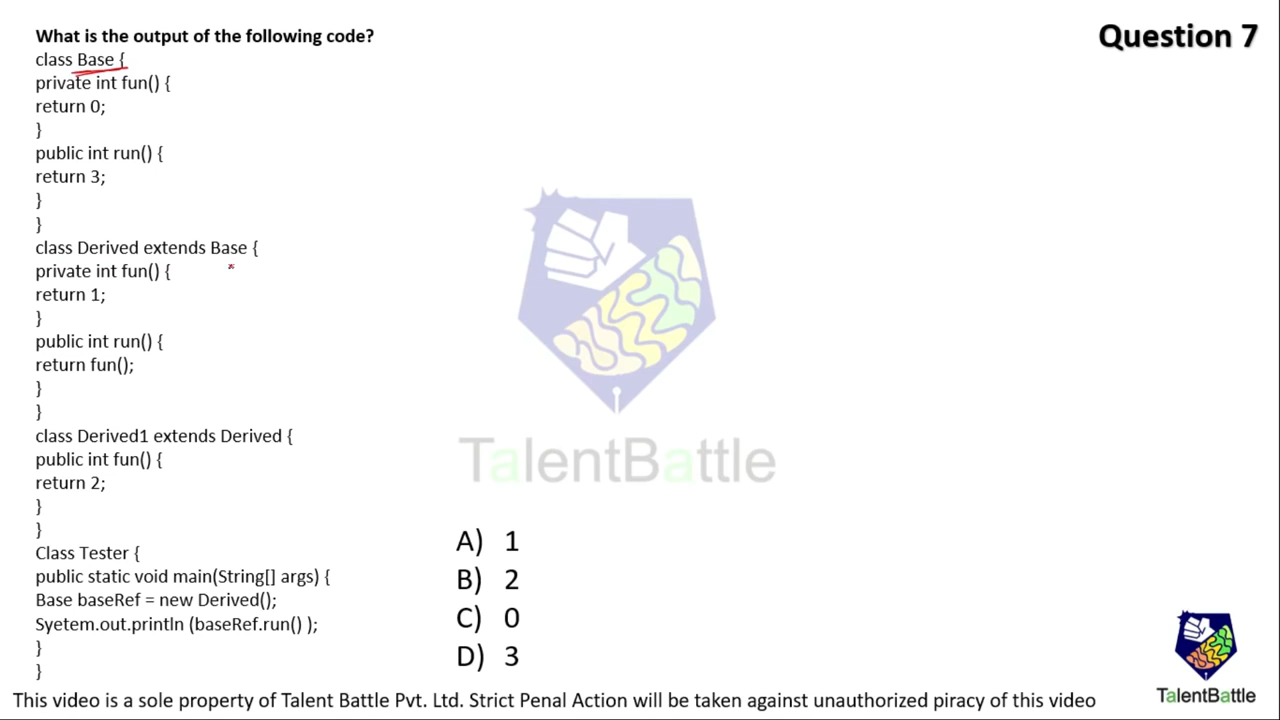 What is the output of the following code?
Question 7
class Base {
private int fun() {
return 0;
}
public int run() {
return 3;
}
}
class Derived extends Base {
private int fun() {
return 1;
}
public int run() {
return fun();
}
}
class Derived1 extends Derived {
public int fun() {
return 2;
}
}
Class Tester {
public static void main(String[] args) {
Base baseRef = new Derived();
Syetem.out.println (baseRef.run() );
}
}
TalentBattle
A) 1
B) 2
C) 0
D) 3
TalentBattle
This video is a sole property of Talent Battle Pvt. Ltd. Strict Penal Action will be taken against unauthorized piracy of this video